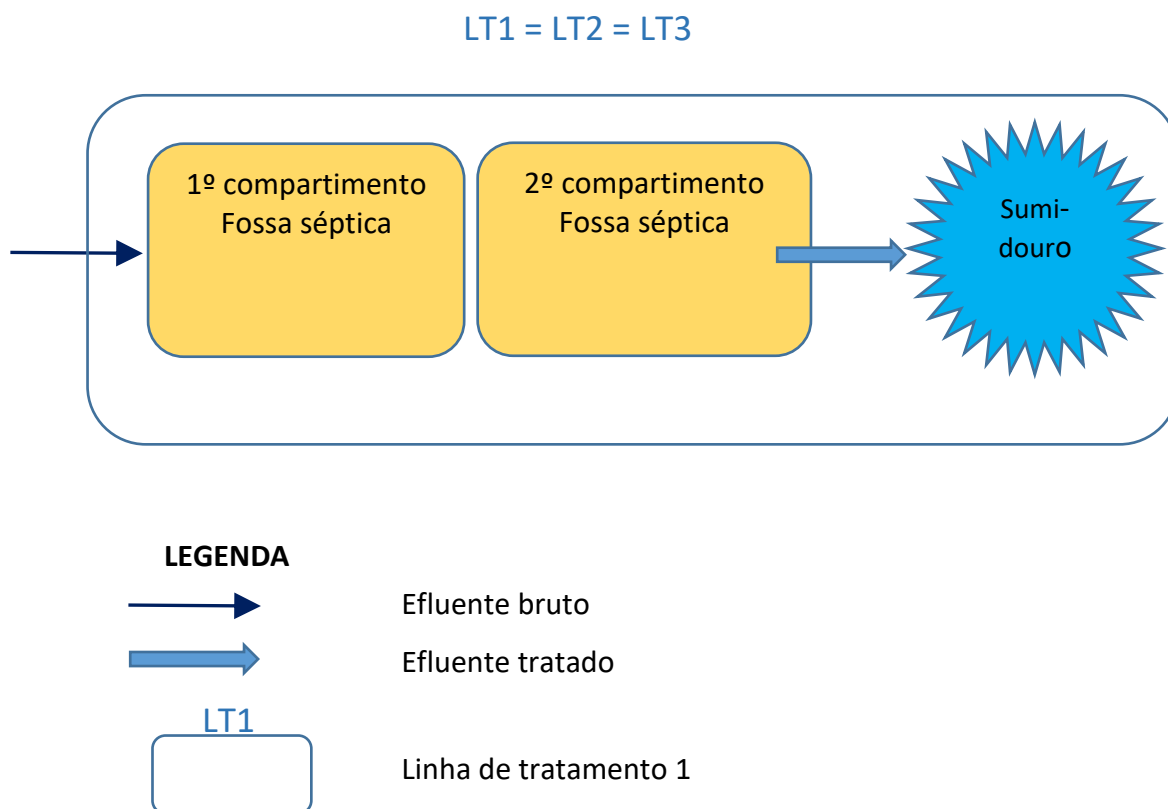 LT1 = LT2 = LT3
1º compartimento
Fossa séptica
2º compartimento
Fossa séptica
Sumi-
douro
LEGENDA
Efluente bruto
Efluente tratado
LT1
Linha de tratamento 1